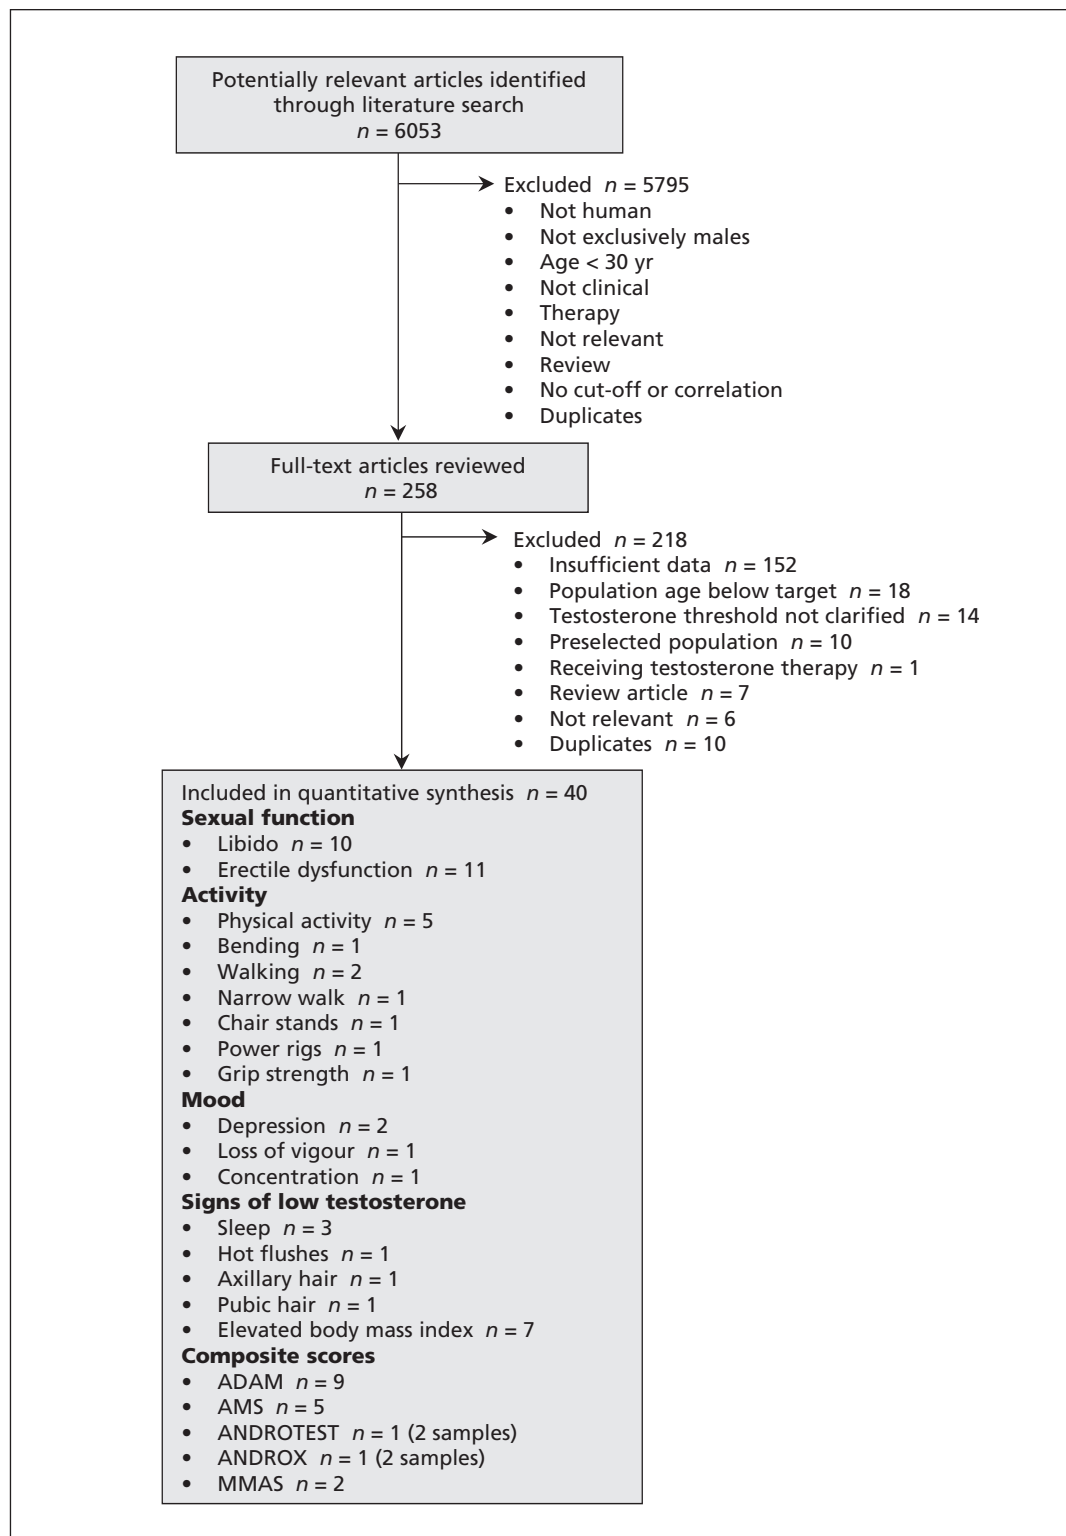 Potentially relevant articles identified
through literature search
n = 6053
Excluded n = 5795
• Not human
• Not exclusively males
• Age < 30 yr
• Not clinical
• Therapy
• Not relevant
• Review
• No cut-off or correlation
• Duplicates
Full-text articles reviewed
n = 258
Excluded n = 218
• Insufficient data n = 152
• Population age below target n = 18
• Testosterone threshold not clarified n = 14
• Preselected population n = 10
• Receiving testosterone therapy n = 1
• Review article n = 7
• Not relevant n = 6
• Duplicates n = 10
Included in quantitative synthesis n = 40
Sexual function
• Libido n = 10
• Erectile dysfunction n = 11
Activity
• Physical activity n = 5
• Bending n = 1
• Walking n = 2
• Narrow walk n = 1
• Chair stands n = 1
• Power rigs n = 1
• Grip strength n = 1
Mood
• Depression n = 2
• Loss of vigour n = 1
• Concentration n = 1
Signs of low testosterone
• Sleep n = 3
• Hot flushes n = 1
• Axillary hair n = 1
• Pubic hair n = 1
• Elevated body mass index n = 7
Composite scores
• ADAM n = 9
• AMS n = 5
• ANDROTEST n = 1 (2 samples)
• ANDROX n = 1 (2 samples)
• MMAS n = 2